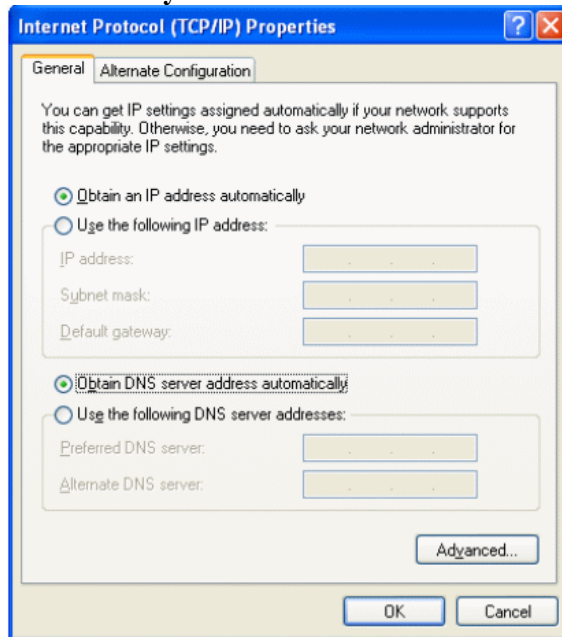 Internet Protocol (TCP/IP) Properties
General Alternate Configuration
You can get IP settings assigned automatically if your network supports
this capability. Otherwise, you need to ask your network administrator for
the appropriate IP settings.
Obtain an IP address automatically
Use the following IP address:
IP address:
Subnet mask:
Default gateway:
Obtain DNS server address automatically
Use the following DNS server addresses:
Preferred DNS server:
Alternate DNS server:
Advanced...
OK Cancel